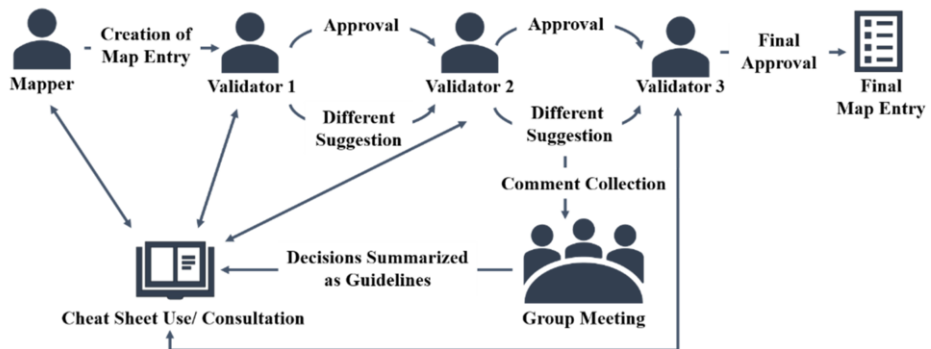 Creation of
Map Entry
Approval
Approval
Final
Approval
Mapper
Validator 1
Validator 2
Validator 3
Final
Map Entry
Different
Suggestion
Different
Suggestion
Comment Collection
Decisions Summarized
as Guidelines
Cheat Sheet Use/ Consultation
Group Meeting